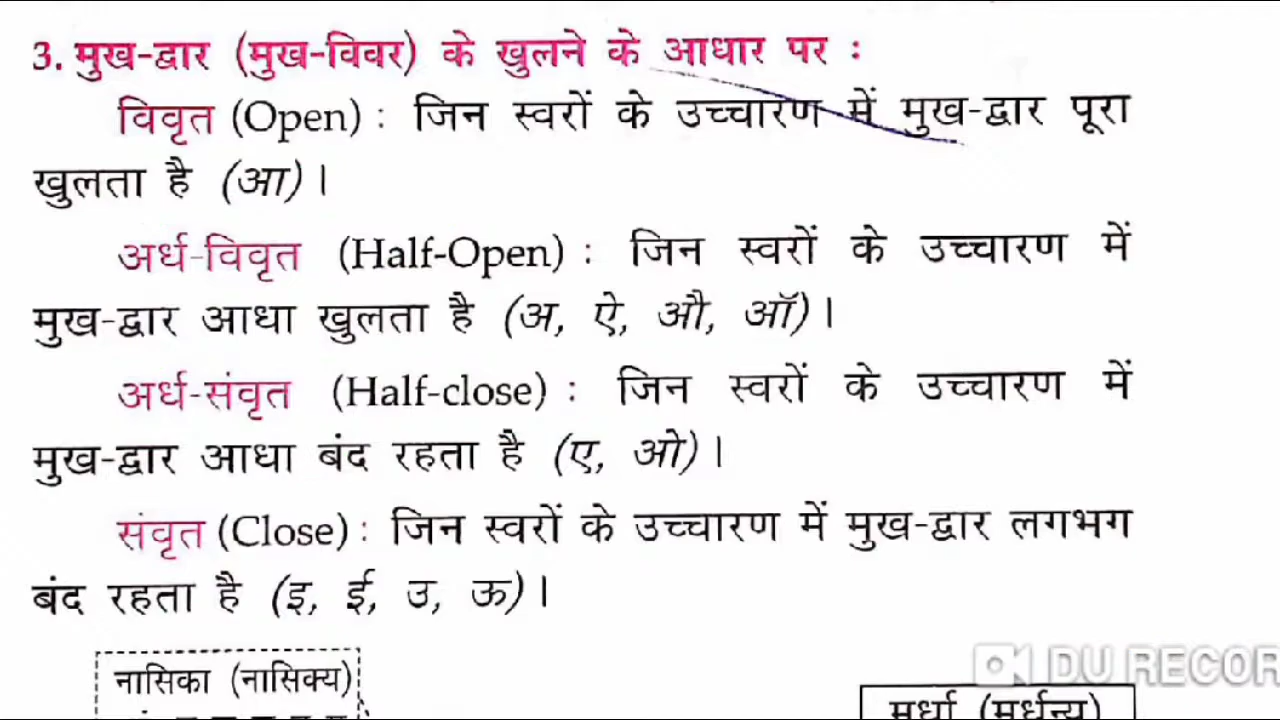 3. मुख-द्वार (मुख-विवर) के खुलने के आधार पर :
विवृत (Open) : जिन स्वरों के उच्चारण में मुख-द्वार पूरा
खुलता है (आ)।
अर्ध-विवृत (Half-Open) : जिन स्वरों के उच्चारण में
मुख-द्वार आधा खुलता है (अ, ऐ, औ, ऑ)।
अर्ध-संवृत (Half-close) : जिन स्वरों के उच्चारण में
मुख-द्वार आधा बंद रहता है (ए, ओ)।
संवृत (Close) : जिन स्वरों के उच्चारण में मुख-द्वार लगभग
बंद रहता है (इ, ई, उ, ऊ)।
नासिका (नासिक्य)
मूर्धा (मूर्धन्य)
DU RECOR